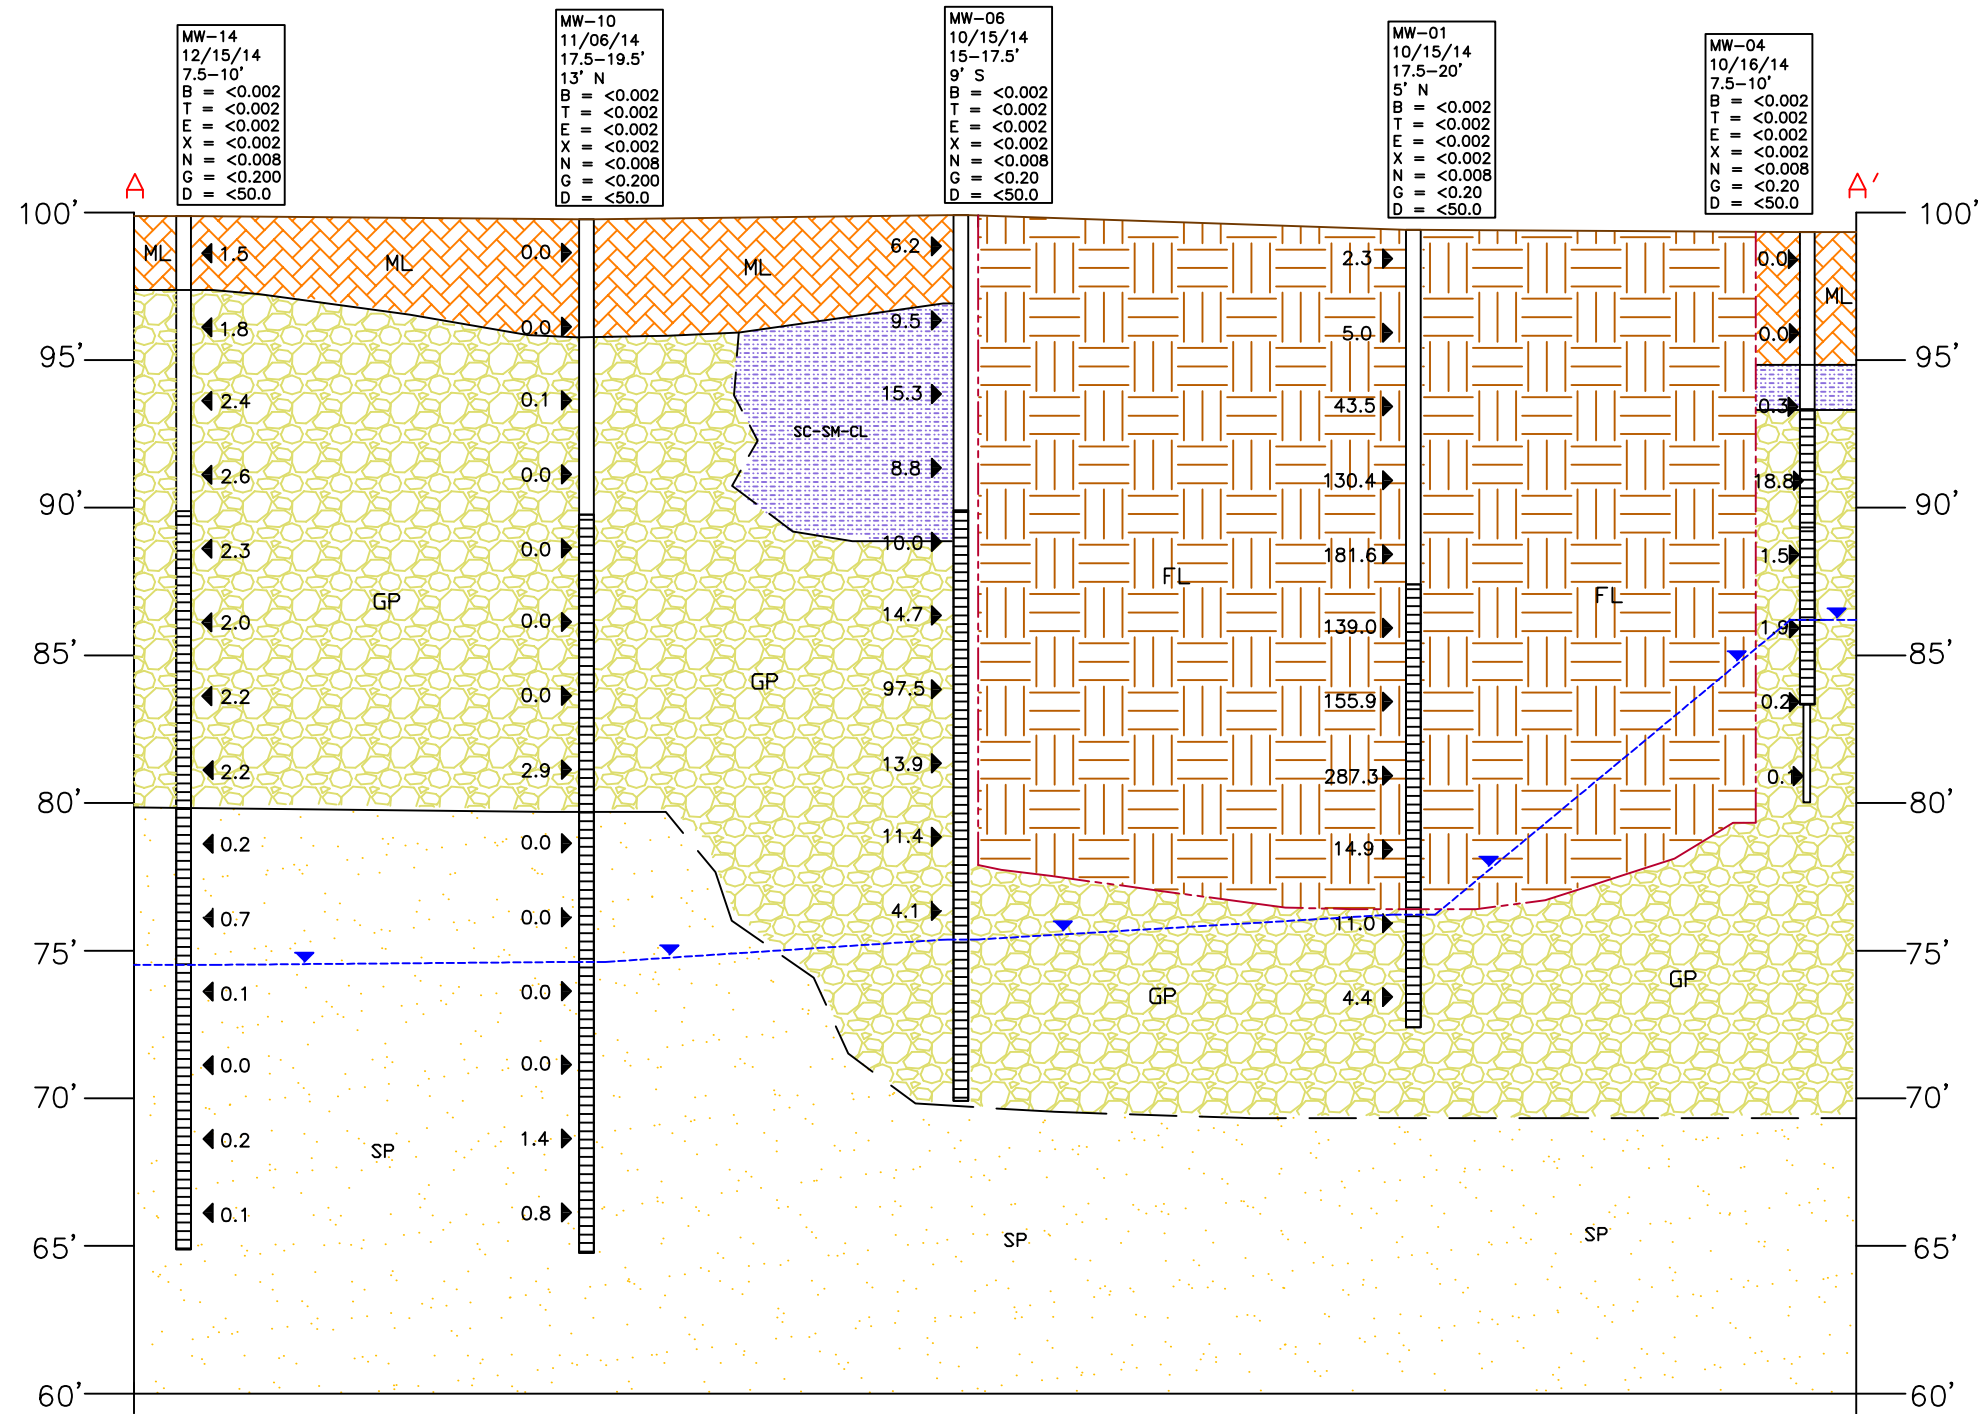 MW-14
12/15/14
7.5-10'
B = <0.002
T = <0.002
E = <0.002
X = <0.002
N = <0.008
G = <0.200
D = <50.0
MW-10
11/06/14
17.5-19.5'
13' N
B = <0.002
T = <0.002
E = <0.002
X = <0.002
N = <0.008
G = <0.200
D = <50.0
MW-06
10/15/14
15-17.5'
9' S
B = <0.002
T = <0.002
E = <0.002
X = <0.002
N = <0.008
G = <0.20
D = <50.0
MW-01
10/15/14
17.5-20'
5' N
B = <0.002
T = <0.002
E = <0.002
X = <0.002
N = <0.008
G = <0.20
D = <50.0
MW-04
10/16/14
7.5-10'
B = <0.002
T = <0.002
E = <0.002
X = <0.002
N = <0.008
G = <0.20
D = <50.0
A
A'
100'
95'
90'
85'
80'
75'
70'
65'
60'
ML
1.5
1.8
2.4
2.6
2.3
2.0
2.2
2.2
0.2
0.7
0.1
0.0
0.2
0.1
ML
GP
SP
0.0
0.0
0.1
0.0
0.0
0.0
0.0
2.9
0.0
0.0
0.0
0.0
1.4
0.8
ML
SC-SM-CL
GP
6.2
9.5
15.3
8.8
10.0
14.7
97.5
13.9
11.4
4.1
SP
FL
GP
2.3
5.0
43.5
130.4
181.6
139.0
155.9
287.3
14.9
11.0
4.4
FL
GP
SP
0.0
0.0
0.3
18.8
1.5
1.9
0.2
0.1
ML
100'
95'
90'
85'
80'
75'
70'
65'
60'